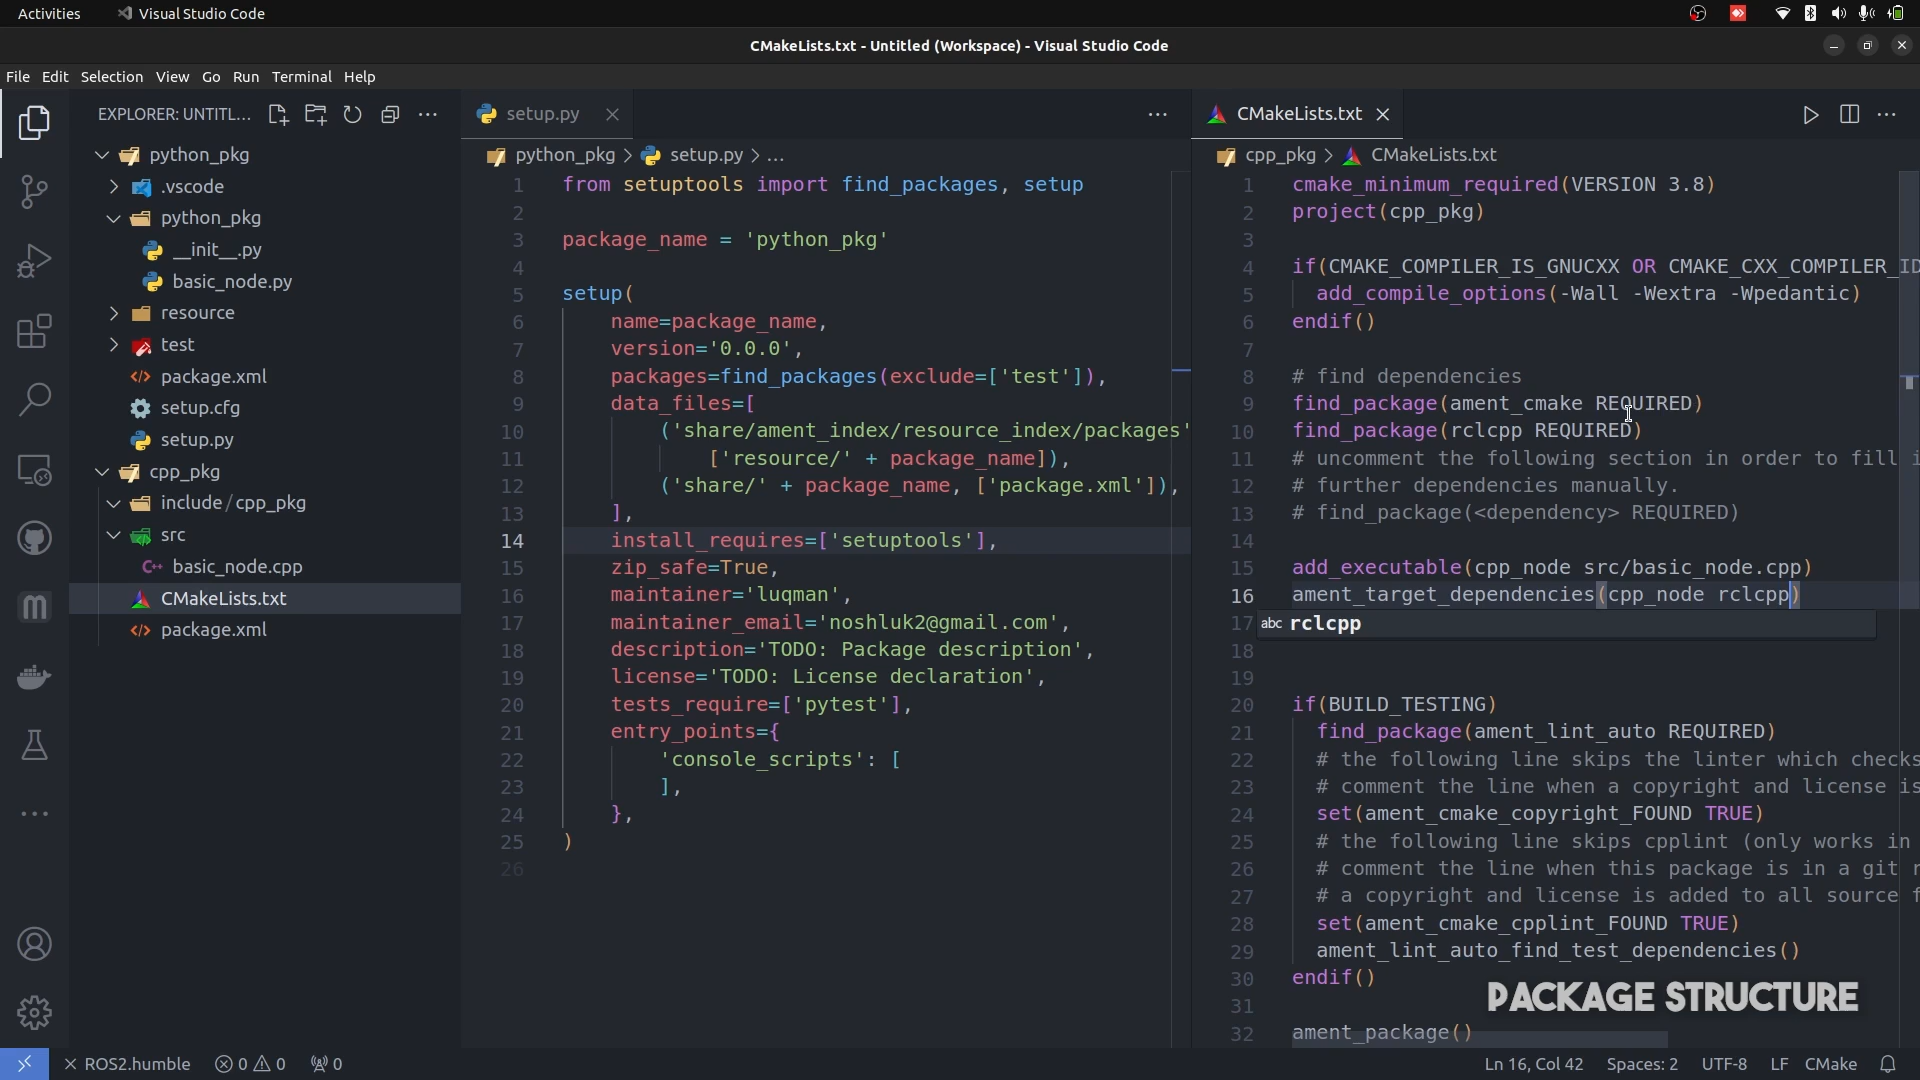 Activities
Visual Studio Code
CMakeLists.txt - Untitled (Workspace) - Visual Studio Code
File Edit Selection View Go Run Terminal Help
EXPLORER: UNTITL...
python_pkg
.vscode
python_pkg
__init__.py
basic_node.py
resource
test
package.xml
setup.cfg
setup.py
cpp_pkg
include/cpp_pkg
src
basic_node.cpp
CMakeLists.txt
package.xml
setup.py
python_pkg > setup.py > ...
1 from setuptools import find_packages, setup
2
3 package_name = 'python_pkg'
4
5 setup(
6 name=package_name,
7 version='0.0.0',
8 packages=find_packages(exclude=['test']),
9 data_files=[
10 ('share/ament_index/resource_index/packages'
11 ['resource/' + package_name]),
12 ('share/' + package_name, ['package.xml']),
13 ],
14 install_requires=['setuptools'],
15 zip_safe=True,
16 maintainer='luqman',
17 maintainer_email='noshluk2@gmail.com',
18 description='TODO: Package description',
19 license='TODO: License declaration',
20 tests_require=['pytest'],
21 entry_points={
22 'console_scripts': [
23 ],
24 },
25 )
26
CMakeLists.txt
cpp_pkg > CMakeLists.txt
1 cmake_minimum_required(VERSION 3.8)
2 project(cpp_pkg)
3
4 if(CMAKE_COMPILER_IS_GNUCXX OR CMAKE_CXX_COMPILER_ID
5 add_compile_options(-Wall -Wextra -Wpedantic)
6 endif()
7
8 # find dependencies
9 find_package(ament_cmake REQUIRED)
10 find_package(rclcpp REQUIRED)
11 # uncomment the following section in order to fill i
12 # further dependencies manually.
13 # find_package(<dependency> REQUIRED)
14
15 add_executable(cpp_node src/basic_node.cpp)
16 ament_target_dependencies(cpp_node rclcpp)
17 abc rclcpp
18
19
20 if(BUILD_TESTING)
21 find_package(ament_lint_auto REQUIRED)
22 # the following line skips the linter which checks
23 # comment the line when a copyright and license is
24 set(ament_cmake_copyright_FOUND TRUE)
25 # the following line skips cpplint (only works in
26 # comment the line when this package is in a git r
27 # a copyright and license is added to all source f
28 set(ament_cmake_cpplint_FOUND TRUE)
29 ament_lint_auto_find_test_dependencies()
30 endif()
31
32 ament_package()
PACKAGE STRUCTURE
ROS2.humble 0 0 0
Ln 16, Col 42 Spaces: 2 UTF-8 LF CMake